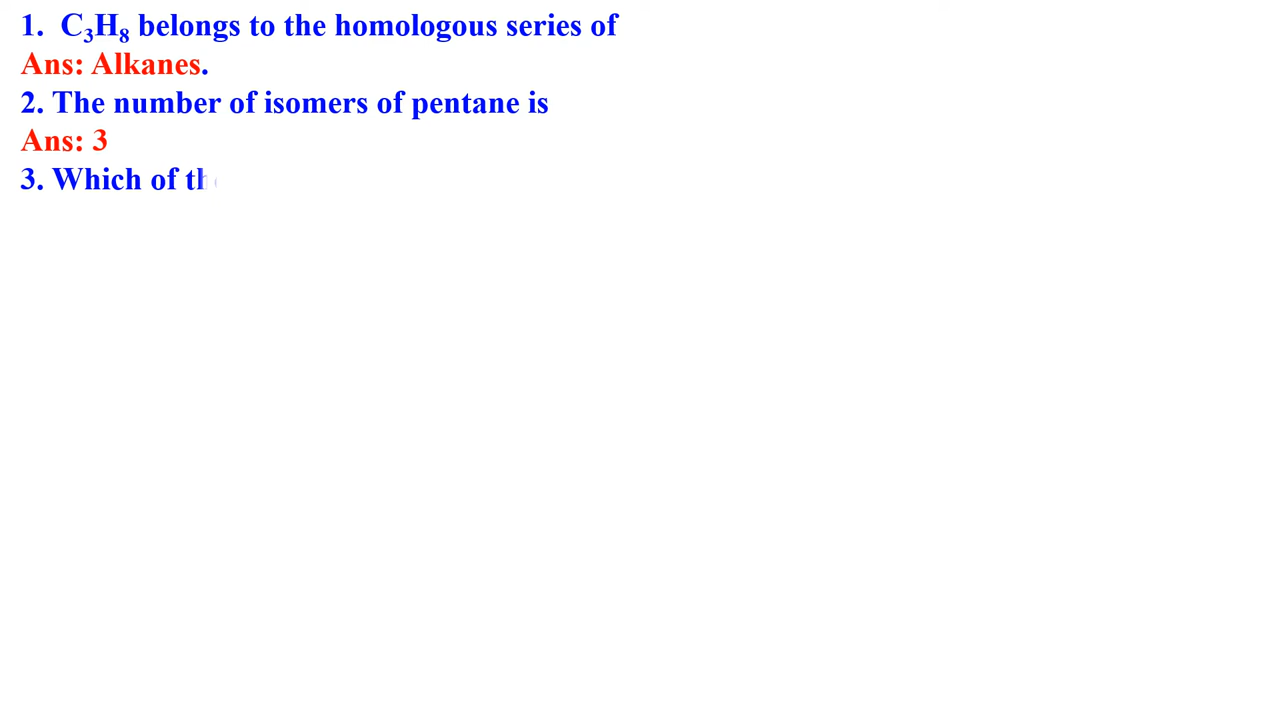 1. C₃H₈ belongs to the homologous series of
Ans: Alkanes.
2. The number of isomers of pentane is
Ans: 3
3. Which of